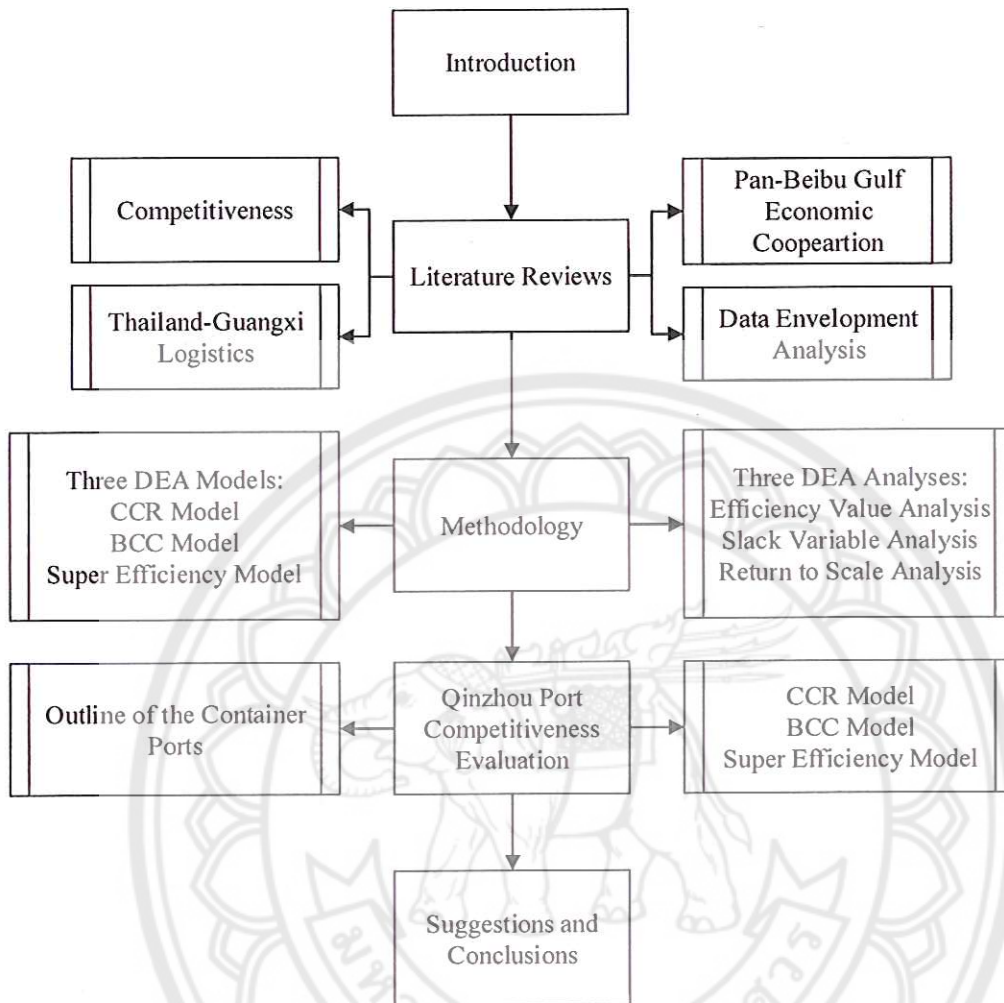 Introduction
Competitiveness
Pan-Beibu Gulf
Economic
Coopeartion
Literature Reviews
Thailand-Guangxi
Logistics
Data Envelopment
Analysis
Three DEA Models:
CCR Model
BCC Model
Super Efficiency Model
Methodology
Three DEA Analyses:
Efficiency Value Analysis
Slack Variable Analysis
Return to Scale Analysis
Outline of the Container
Ports
Qinzhou Port
Competitiveness
Evaluation
CCR Model
BCC Model
Super Efficiency Model
Suggestions and
Conclusions